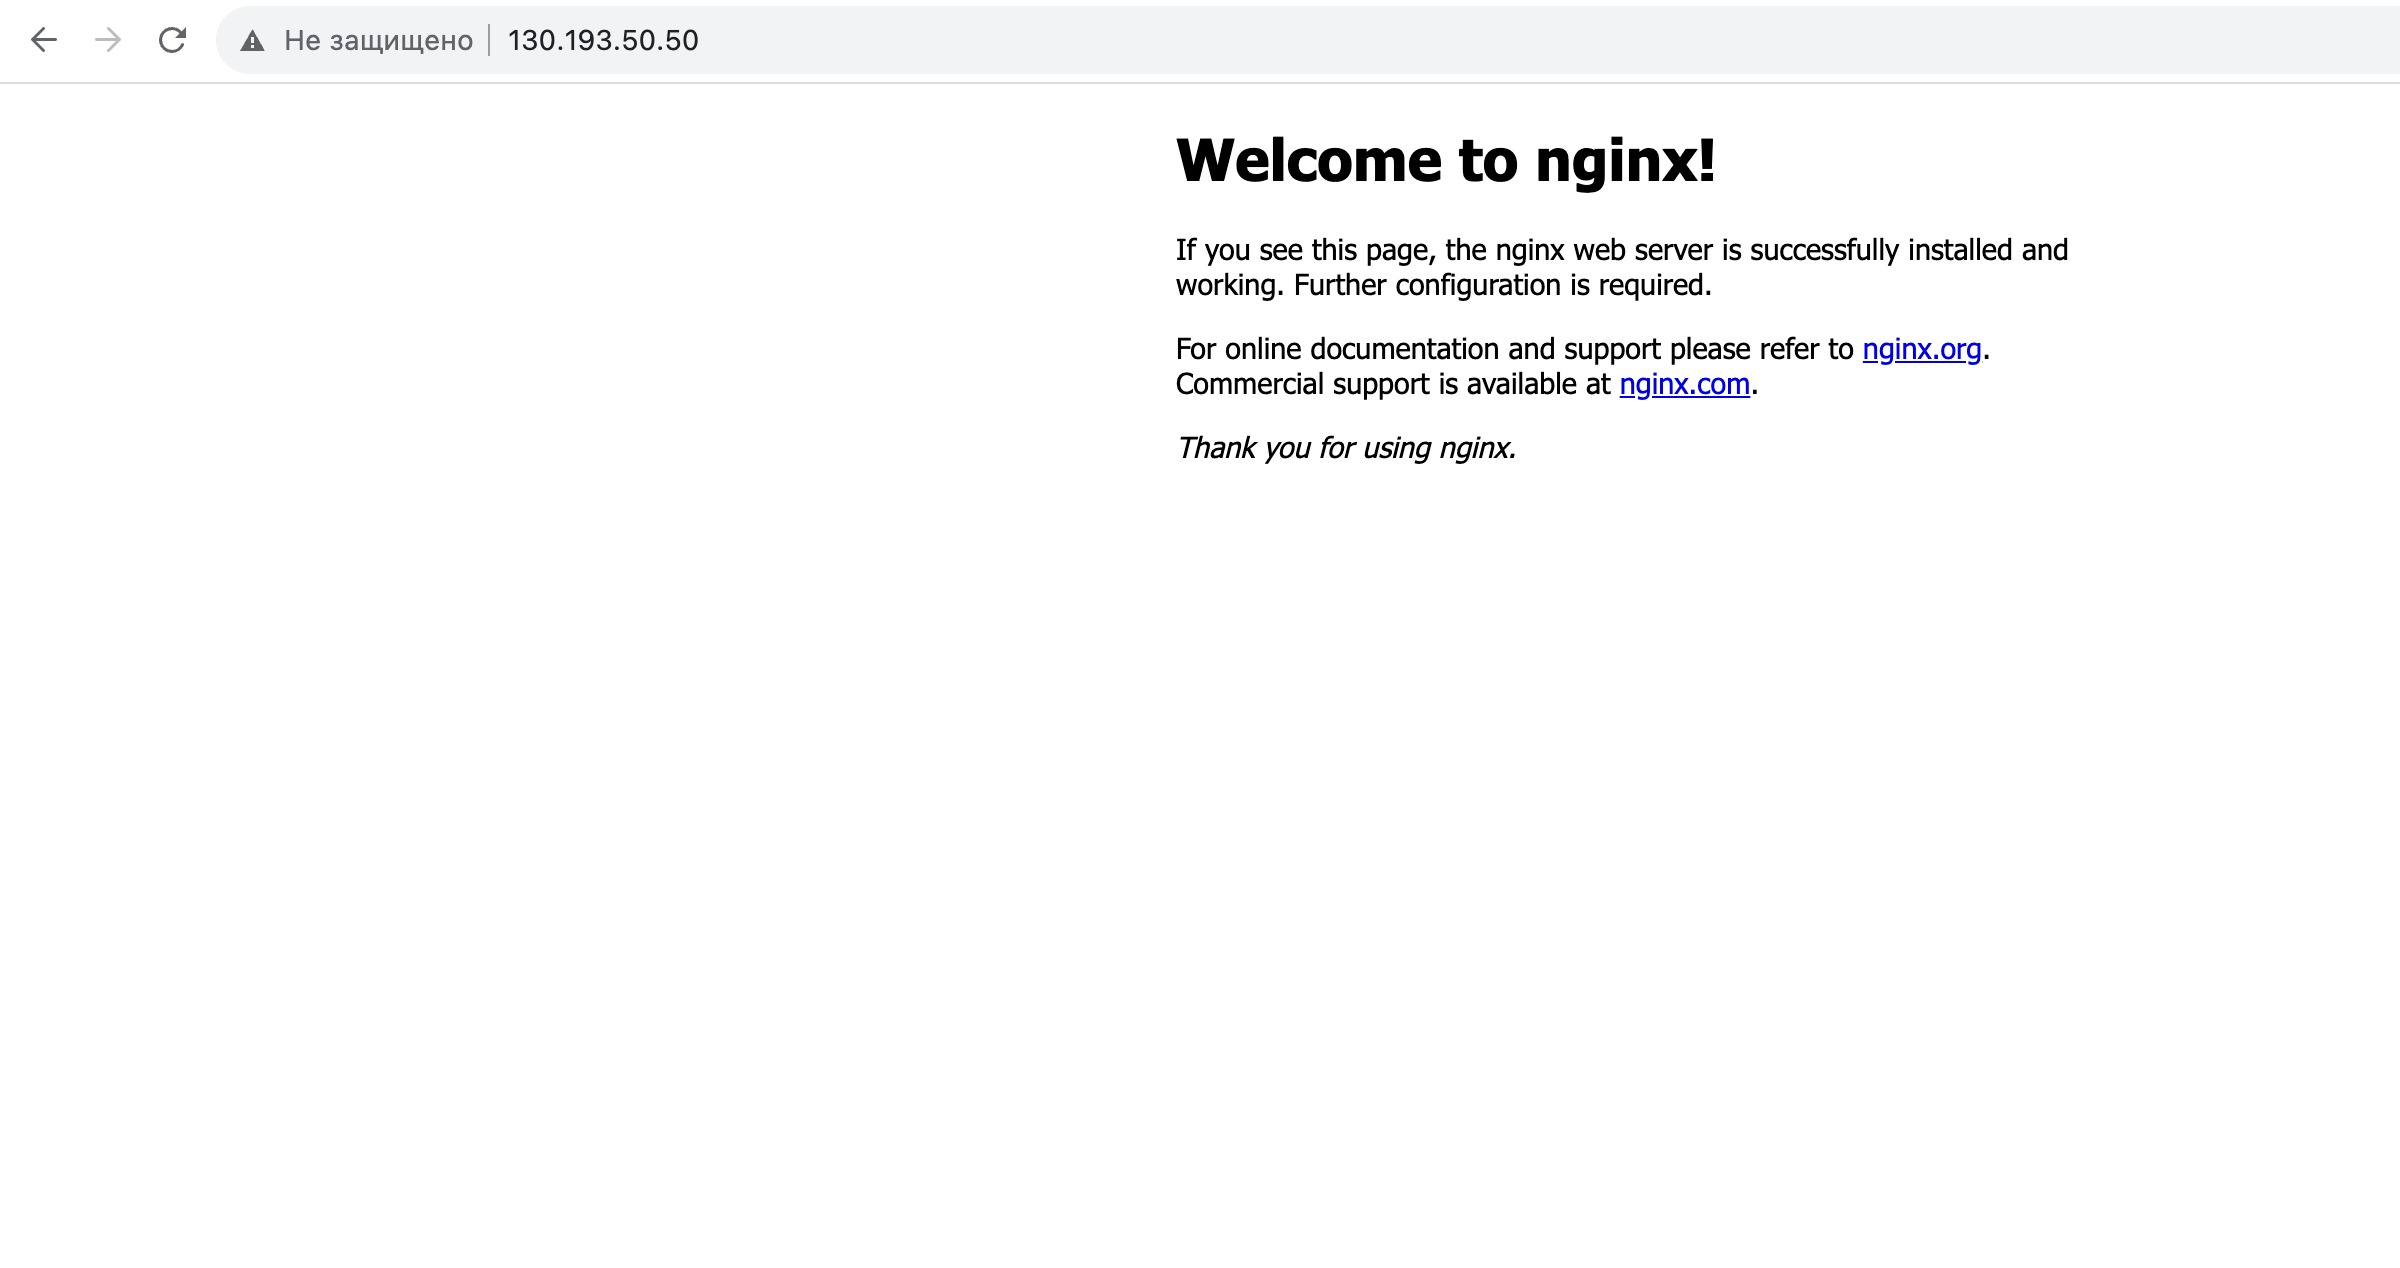 Не защищено 130.193.50.50
Welcome to nginx!
If you see this page, the nginx web server is successfully installed and
working. Further configuration is required.
For online documentation and support please refer to nginx.org.
Commercial support is available at nginx.com.
Thank you for using nginx.